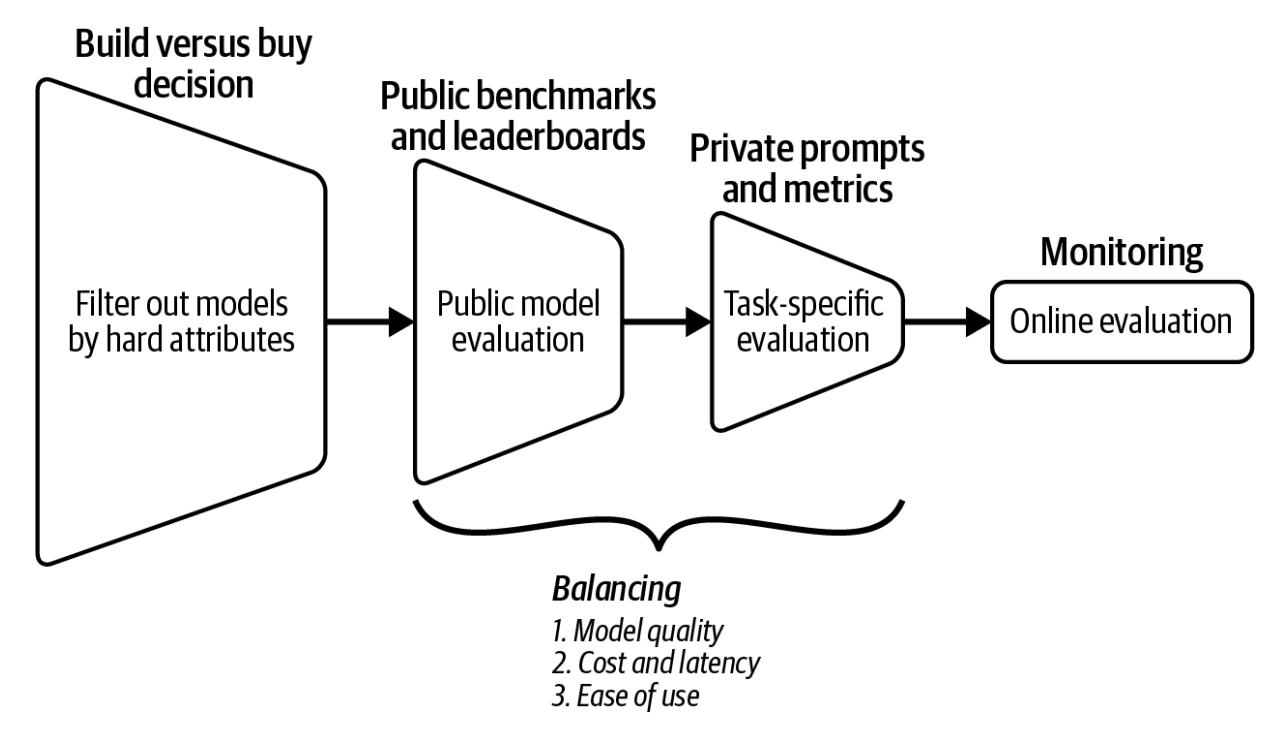 Build versus buy
decision
Filter out models
by hard attributes
Public benchmarks
and leaderboards
Public model
evaluation
Private prompts
and metrics
Task-specific
evaluation
Monitoring
Online evaluation
Balancing
1. Model quality
2. Cost and latency
3. Ease of use